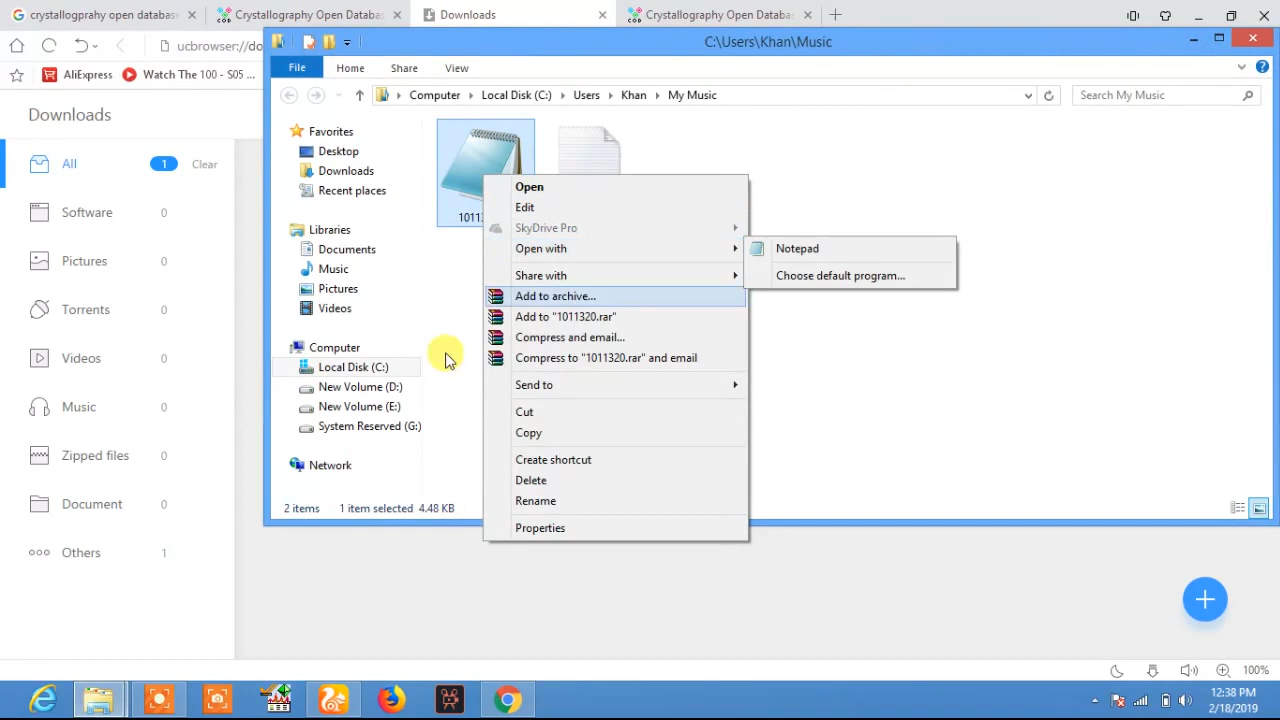 crystallogprahy open database
Crystallography Open Databas
Downloads
Crystallography Open Databas
ucbrowser://do
AliExpress
Watch The 100 - S05 ...
Downloads
All
1
Clear
Software
0
Pictures
0
Torrents
0
Videos
0
Music
0
Zipped files
0
Document
0
Others
1
C:\Users\Khan\Music
File
Home
Share
View
Computer
Local Disk (C:)
Users
Khan
My Music
Search My Music
Favorites
Desktop
Downloads
Recent places
Libraries
Documents
Music
Pictures
Videos
Computer
Local Disk (C:)
New Volume (D:)
New Volume (E:)
System Reserved (G:)
Network
2 items
1 item selected 4.48 KB
Open
Edit
SkyDrive Pro
Open with
Share with
Add to archive...
Add to "1011320.rar"
Compress and email...
Compress to "1011320.rar" and email
Send to
Cut
Copy
Create shortcut
Delete
Rename
Properties
Notepad
Choose default program...
100%
12:38 PM
2/18/2019